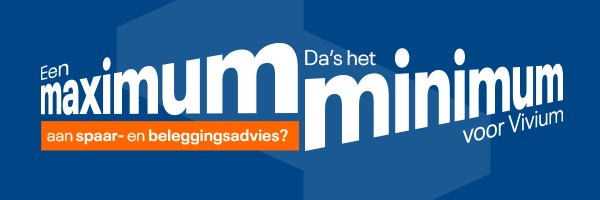 Een
maximum
aan spaar- en beleggingsadvies?
Da's het
minimum
voor Vivium